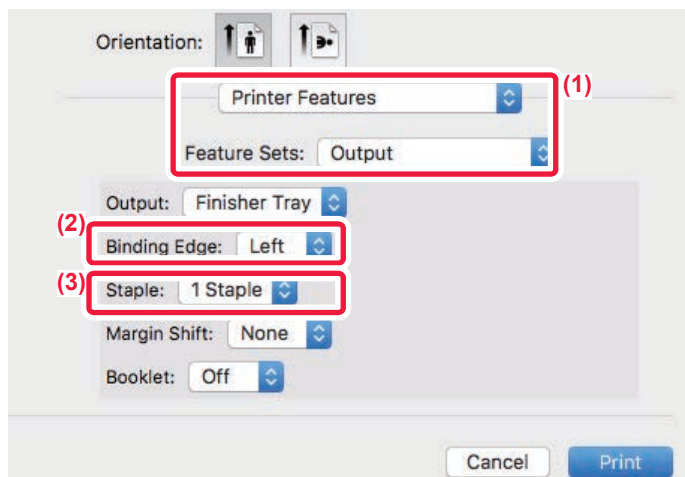 Orientation:
Printer Features
(1)
Feature Sets: Output
Output: Finisher Tray
(2)
Binding Edge: Left
(3)
Staple: 1 Staple
Margin Shift: None
Booklet: Off
Cancel Print